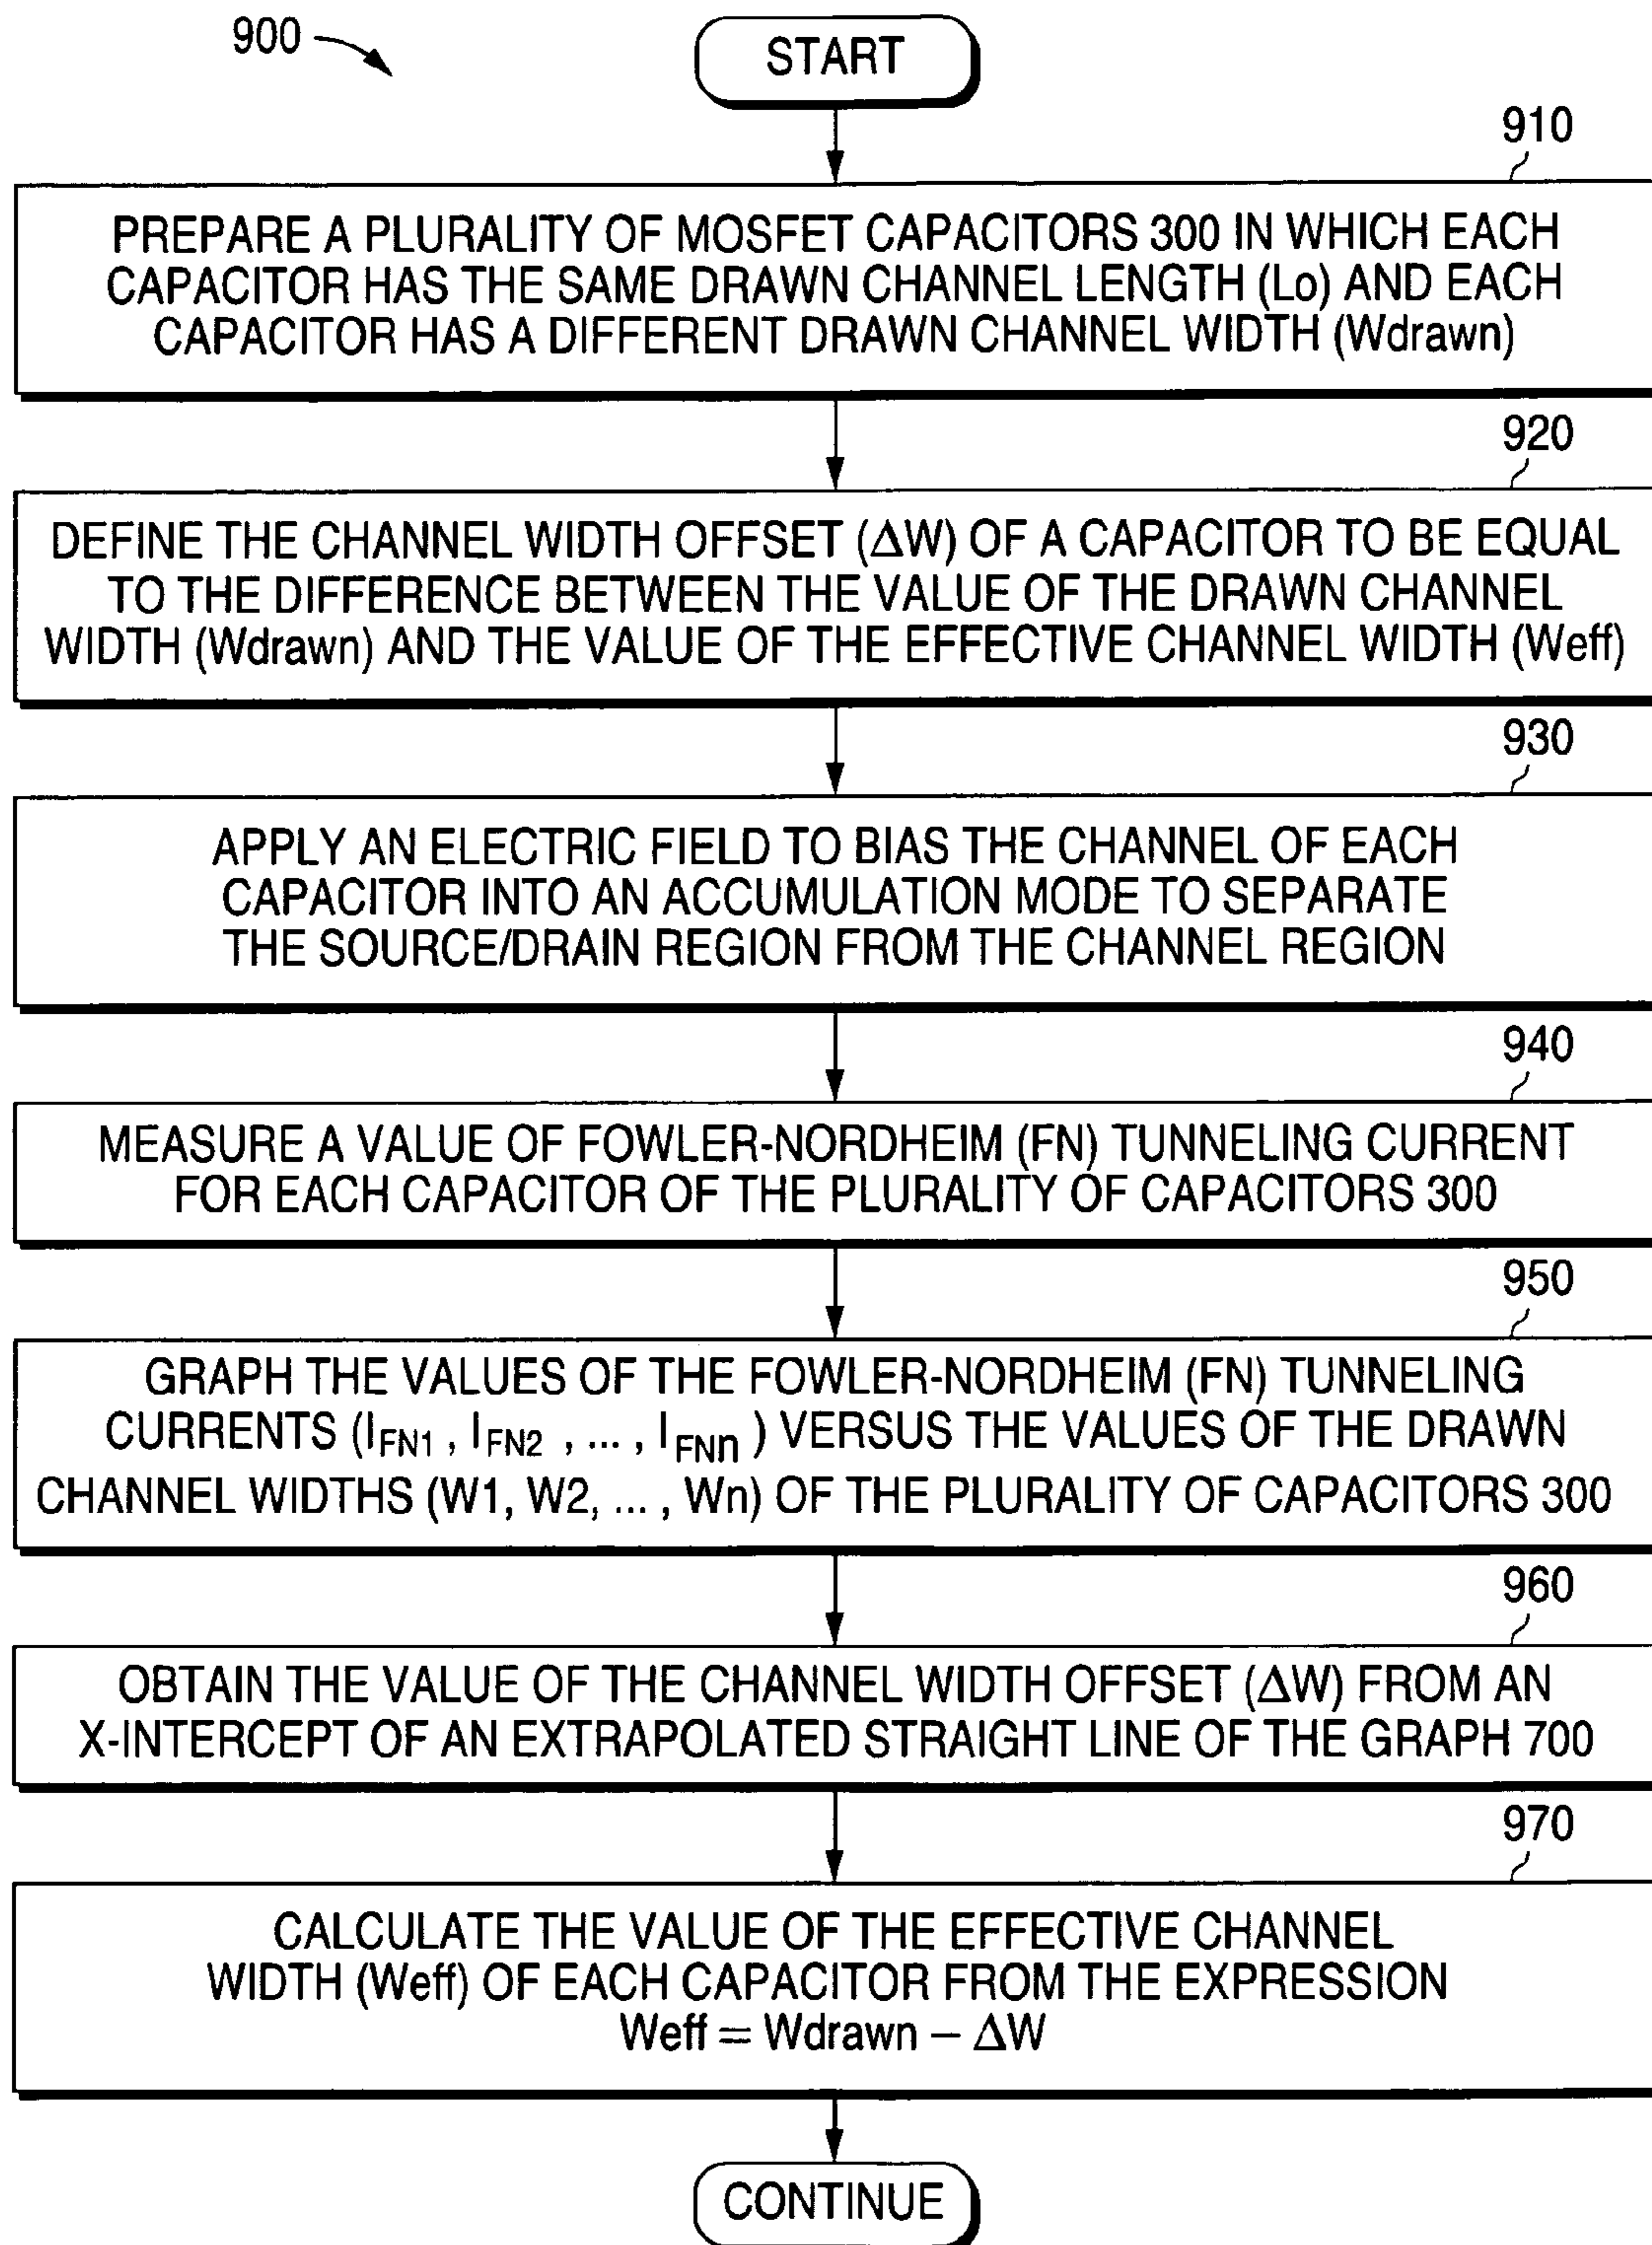 900
START
910
PREPARE A PLURALITY OF MOSFET CAPACITORS 300 IN WHICH EACH
CAPACITOR HAS THE SAME DRAWN CHANNEL LENGTH (Lo) AND EACH
CAPACITOR HAS A DIFFERENT DRAWN CHANNEL WIDTH (Wdrawn)
920
DEFINE THE CHANNEL WIDTH OFFSET (ΔW) OF A CAPACITOR TO BE EQUAL
TO THE DIFFERENCE BETWEEN THE VALUE OF THE DRAWN CHANNEL
WIDTH (Wdrawn) AND THE VALUE OF THE EFFECTIVE CHANNEL WIDTH (Weff)
930
APPLY AN ELECTRIC FIELD TO BIAS THE CHANNEL OF EACH
CAPACITOR INTO AN ACCUMULATION MODE TO SEPARATE
THE SOURCE/DRAIN REGION FROM THE CHANNEL REGION
940
MEASURE A VALUE OF FOWLER-NORDHEIM (FN) TUNNELING CURRENT
FOR EACH CAPACITOR OF THE PLURALITY OF CAPACITORS 300
950
GRAPH THE VALUES OF THE FOWLER-NORDHEIM (FN) TUNNELING
CURRENTS (I FN1 , I FN2 , ... , I FNn ) VERSUS THE VALUES OF THE DRAWN
CHANNEL WIDTHS (W1, W2, ... , Wn) OF THE PLURALITY OF CAPACITORS 300
960
OBTAIN THE VALUE OF THE CHANNEL WIDTH OFFSET (ΔW) FROM AN
X-INTERCEPT OF AN EXTRAPOLATED STRAIGHT LINE OF THE GRAPH 700
970
CALCULATE THE VALUE OF THE EFFECTIVE CHANNEL
WIDTH (Weff) OF EACH CAPACITOR FROM THE EXPRESSION
Weff = Wdrawn – ΔW
CONTINUE